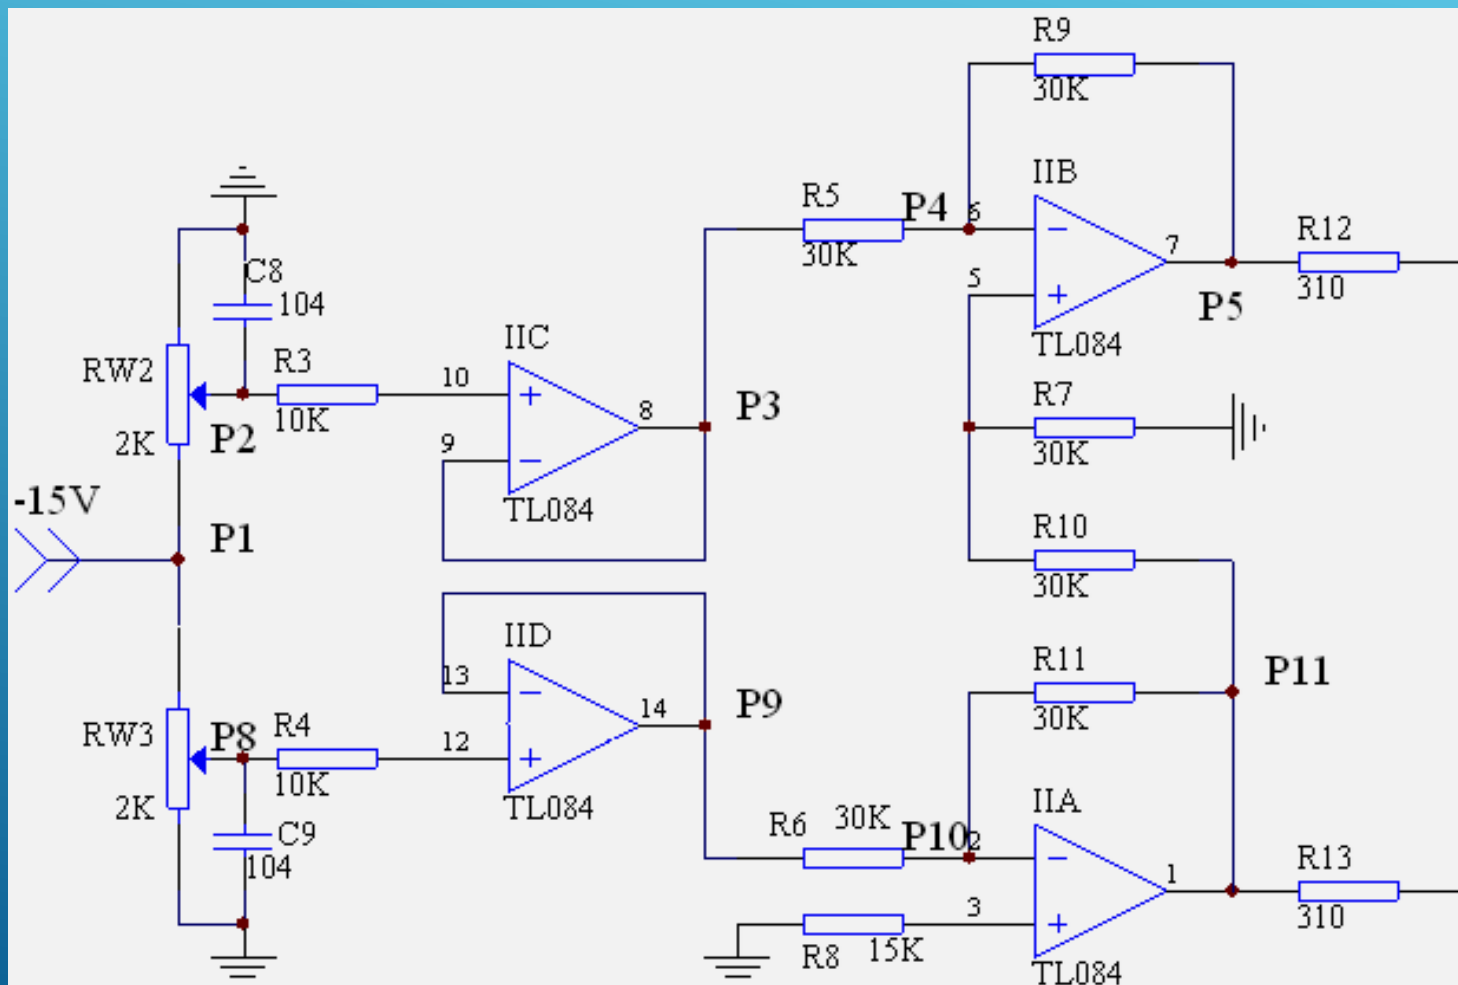 R9
30K
IIB
R5
P4
6
30K
7
R12
5
P5
310
TL084
C8
104
RW2
R3
IIC
10
10K
2K
P2
9
8
P3
TL084
R7
30K
-15V
P1
R10
30K
IID
13
14
P9
R11
30K
P11
RW3
P8
R4
12
10K
2K
TL084
C9
104
R6
30K
P10
2
IIA
1
R13
3
310
R8
15K
TL084